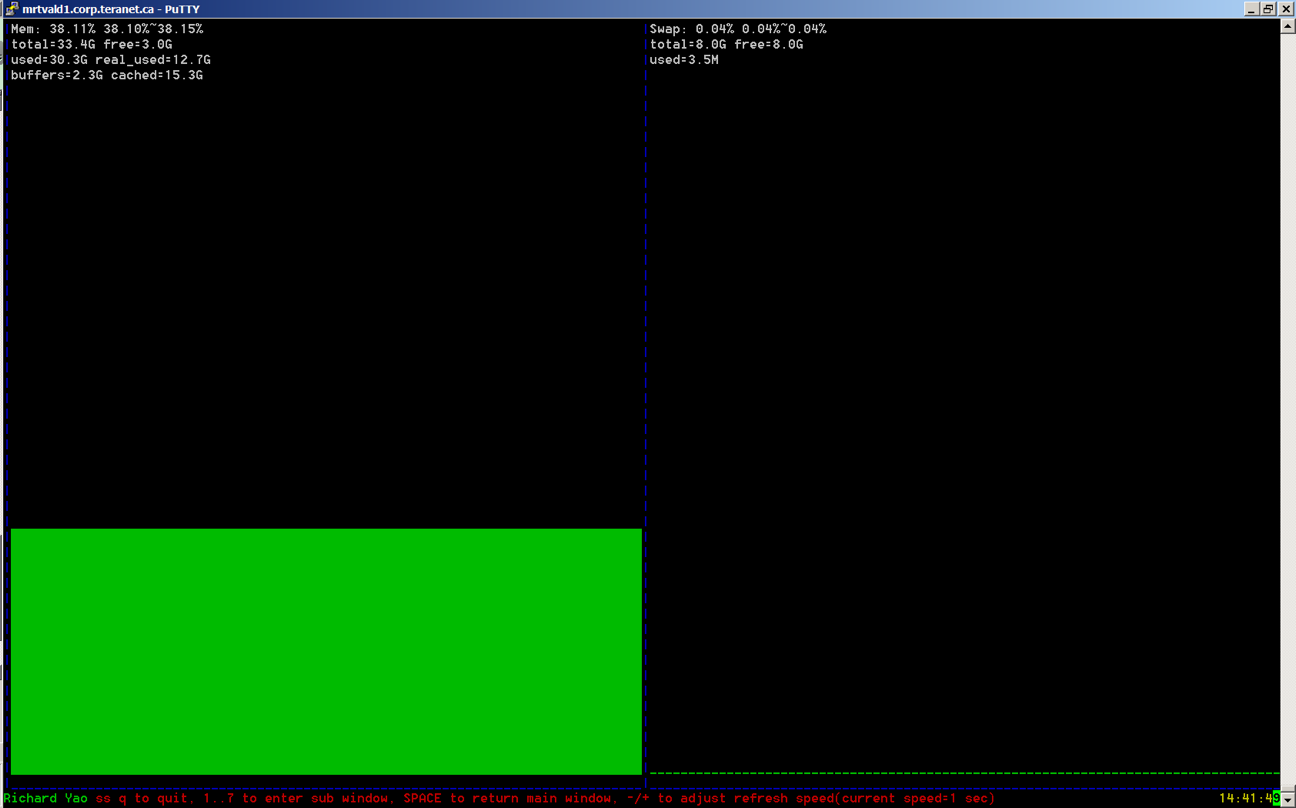 mrtvald1.corp.teranet.ca - PuTTY
Mem: 38.11% 38.10%~38.15%
total=33.4G free=3.0G
used=30.3G real_used=12.7G
buffers=2.3G cached=15.3G
Swap: 0.04% 0.04%~0.04%
total=8.0G free=8.0G
used=3.5M
Richard Yao ss q to quit, 1..7 to enter sub window, SPACE to return main window, -/+ to adjust refresh speed(current speed=1 sec) 14:41:49